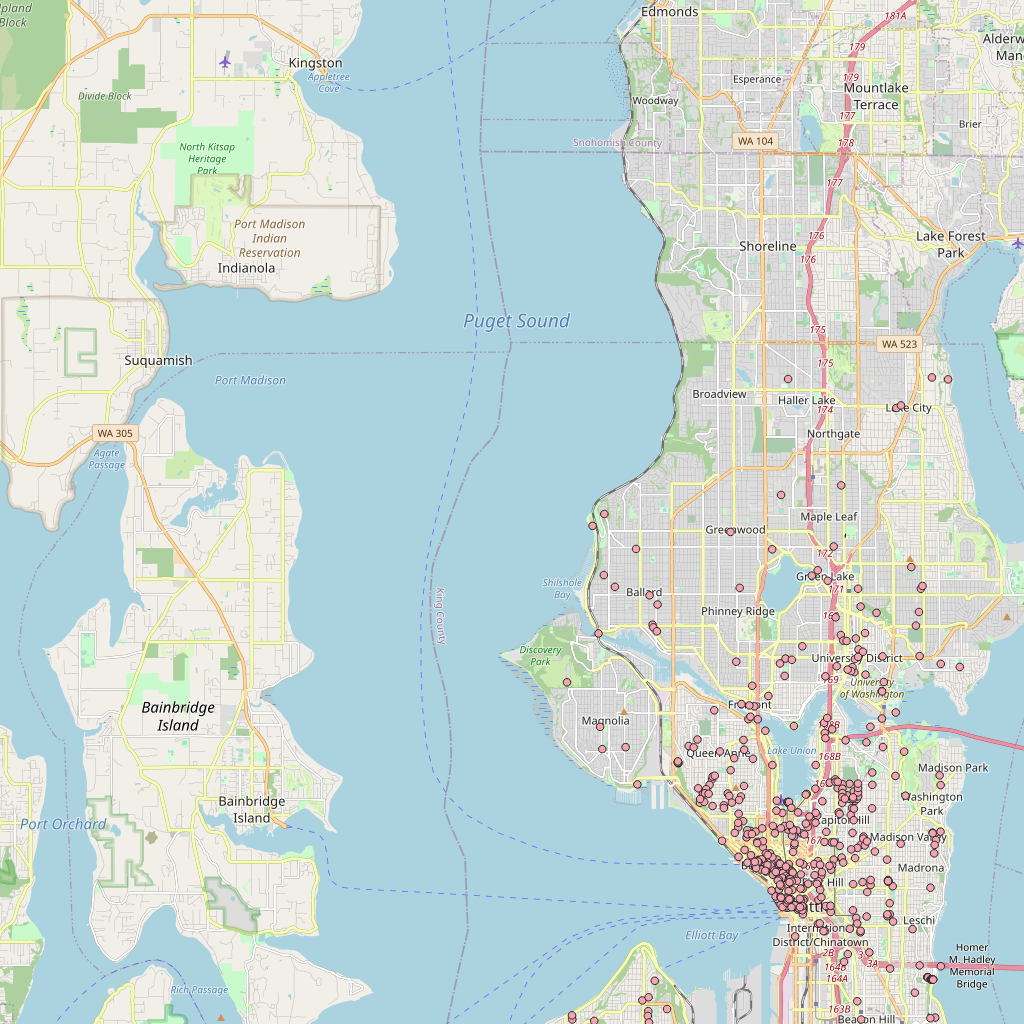 Edmonds
181A
Upland
Block
179
Kingston
Appletree
Cove
Esperance
179
Mountlake
Terrace
Divide Block
Woodway
177
Brier
WA 104
178
Snohomish County
North Kitsap
Heritage
Park
177
Port Madison
Indian
Reservation
Indianola
176
Shoreline
Lake Forest
Park
176
Puget Sound
175
WA 523
Suquamish
175
Port Madison
Broadview
Haller Lake
174
Lake City
WA 305
Northgate
Agate
Passage
Maple Leaf
Greenwood
172
Green Lake
171
Shilshole
Bay
Ballard
King County
Phinney Ridge
Discovery
Park
University District
169
University
of Washington
Bainbridge
Island
Fremont
Magnolia
Queen Anne
Lake Union
168B
Madison Park
Bainbridge
Island
Washington
Park
Port Orchard
Capitol Hill
Madison Valley
167
Madrona
Hill
Leschi
Elliott Bay
International
District/Chinatown
2B
3A
164B
164A
Homer
M. Hadley
Memorial
Bridge
Rich Passage
163B
Beacon Hill